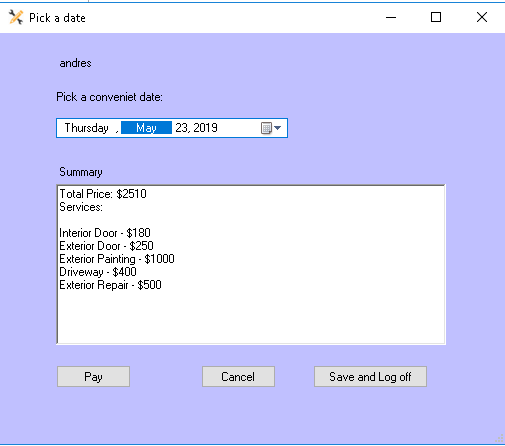 Pick a date
andres
Pick a conveniet date:
Thursday , May 23, 2019
Summary
Total Price: $2510
Services:
Interior Door - $180
Exterior Door - $250
Exterior Painting - $1000
Driveway - $400
Exterior Repair - $500
Pay Cancel Save and Log off